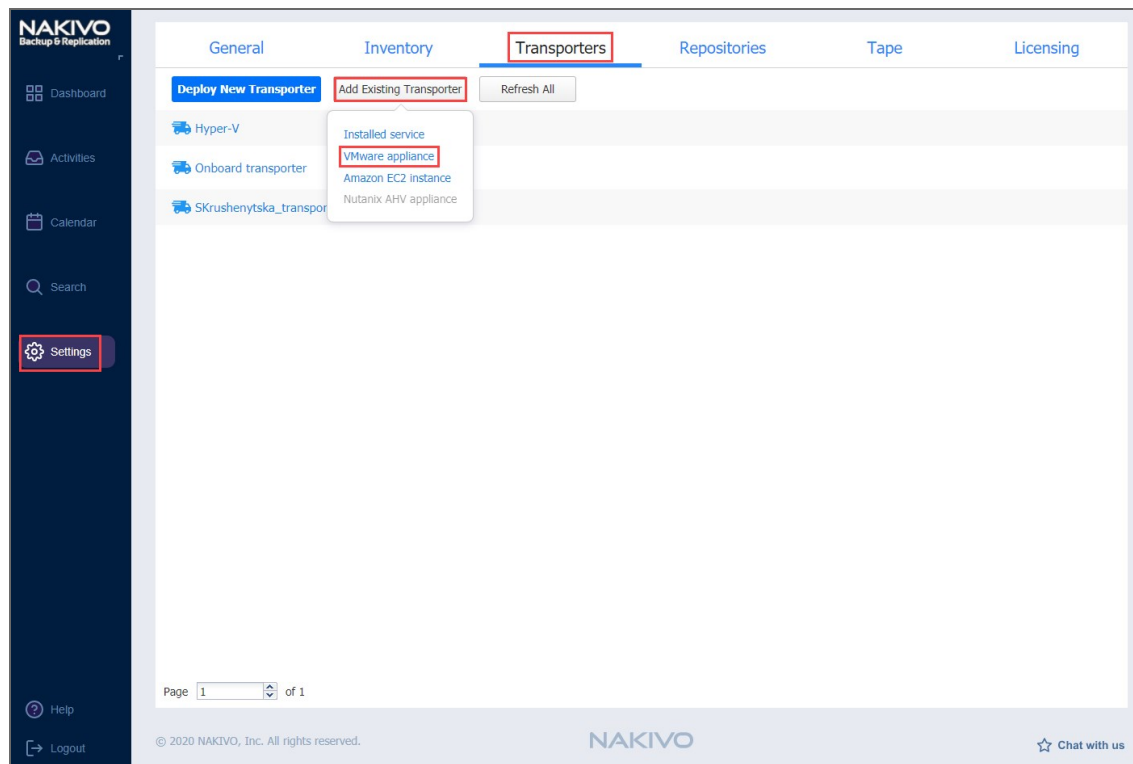 NAKIVO
Backup & Replication
Dashboard
Activities
Calendar
Search
Settings
Help
Logout
General Inventory Transporters Repositories Tape Licensing
Deploy New Transporter Add Existing Transporter Refresh All
Hyper-V
Onboard transporter
SKrushenytska_transpor
Installed service
VMware appliance
Amazon EC2 instance
Nutanix AHV appliance
Page 1 of 1
© 2020 NAKIVO, Inc. All rights reserved. NAKIVO Chat with us